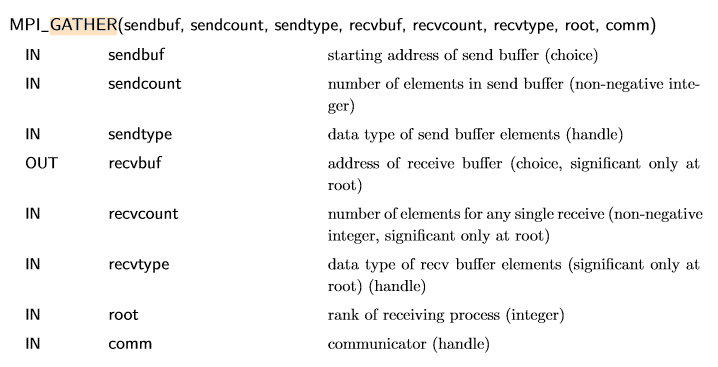 MPI_GATHER(sendbuf, sendcount, sendtype, recvbuf, recvcount, recvtype, root, comm)
IN sendbuf starting address of send buffer (choice)
IN sendcount number of elements in send buffer (non-negative inte-
ger)
IN sendtype data type of send buffer elements (handle)
OUT recvbuf address of receive buffer (choice, significant only at
root)
IN recvcount number of elements for any single receive (non-negative
integer, significant only at root)
IN recvtype data type of recv buffer elements (significant only at
root) (handle)
IN root rank of receiving process (integer)
IN comm communicator (handle)